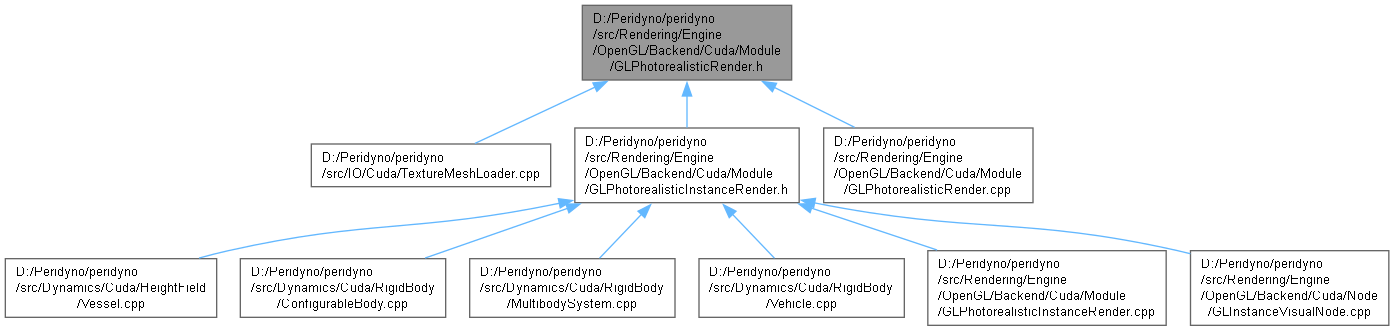 D:/Peridyno/peridyno
/src/Rendering/Engine
/OpenGL/Backend/Cuda/Module
/GLPhotorealisticRender.h
D:/Peridyno/peridyno
/src/IO/Cuda/TextureMeshLoader.cpp
D:/Peridyno/peridyno
/src/Rendering/Engine
/OpenGL/Backend/Cuda/Module
/GLPhotorealisticInstanceRender.h
D:/Peridyno/peridyno
/src/Rendering/Engine
/OpenGL/Backend/Cuda/Module
/GLPhotorealisticRender.cpp
D:/Peridyno/peridyno
/src/Dynamics/Cuda/HeightField
/Vessel.cpp
D:/Peridyno/peridyno
/src/Dynamics/Cuda/RigidBody
/ConfigurableBody.cpp
D:/Peridyno/peridyno
/src/Dynamics/Cuda/RigidBody
/MultibodySystem.cpp
D:/Peridyno/peridyno
/src/Dynamics/Cuda/RigidBody
/Vehicle.cpp
D:/Peridyno/peridyno
/src/Rendering/Engine
/OpenGL/Backend/Cuda/Module
/GLPhotorealisticInstanceRender.cpp
D:/Peridyno/peridyno
/src/Rendering/Engine
/OpenGL/Backend/Cuda/Node
/GLInstanceVisualNode.cpp